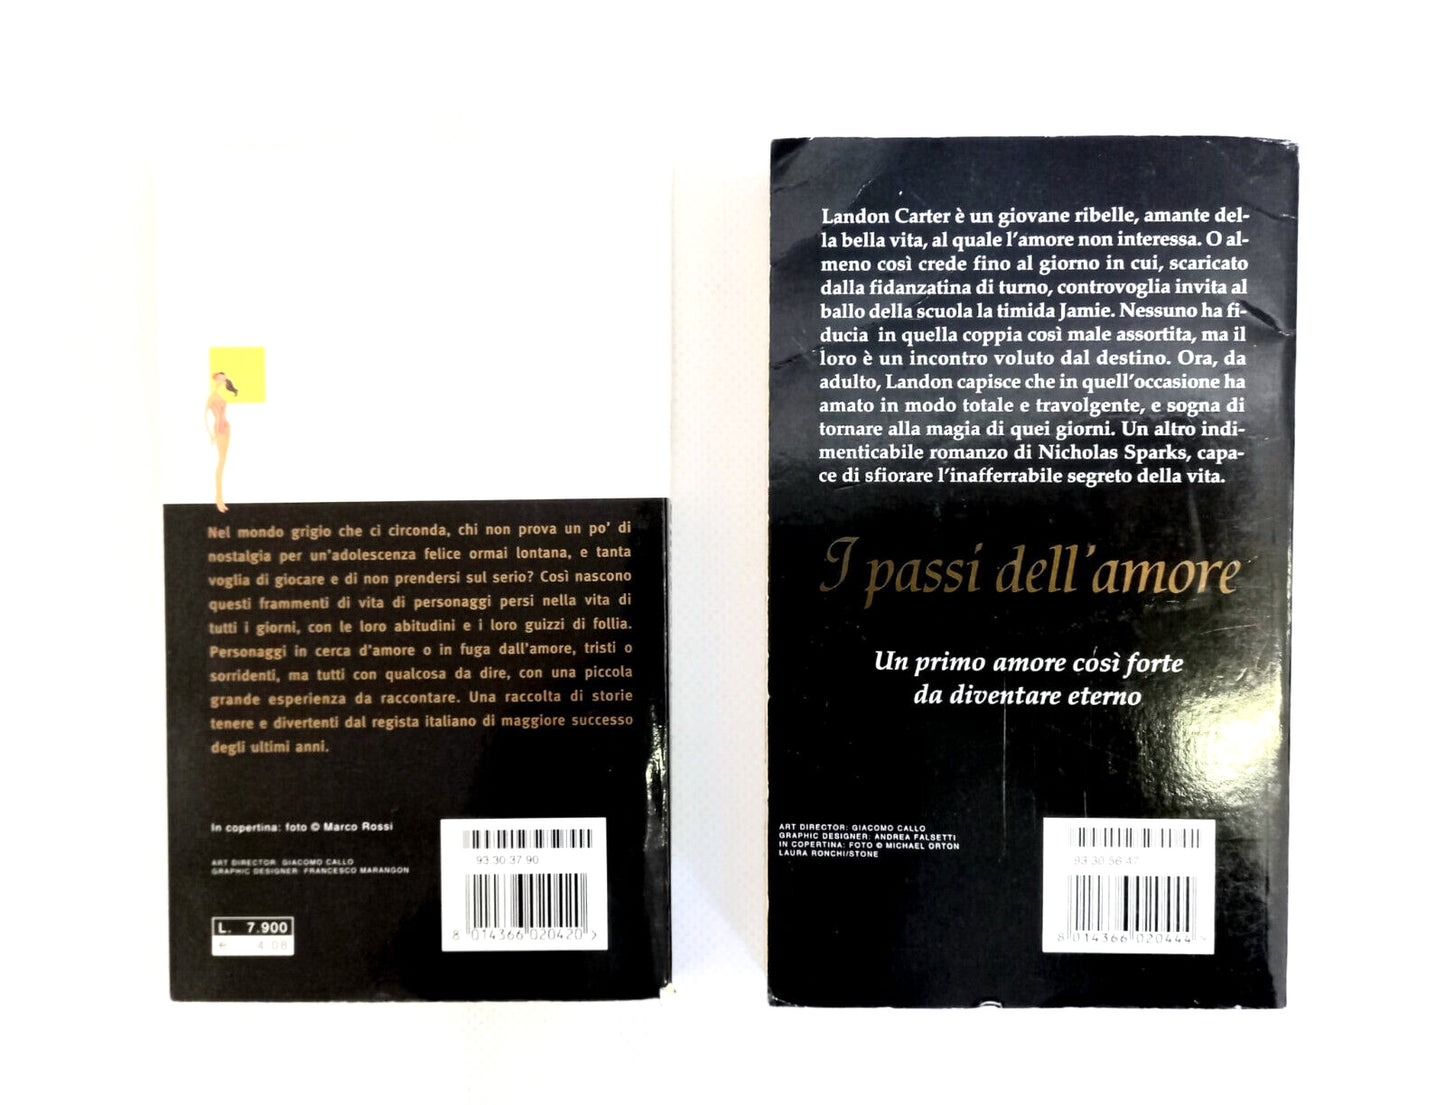 Nel mondo grigio che ci circonda, chi non prova un po' di
nostalgia per un'adolescenza felice ormai lontana, e tanta
voglia di giocare e di non prendersi sul serio? Così nascono
questi frammenti di vita di personaggi persi nella vita di
tutti i giorni, con le loro abitudini e i loro guizzi di follia.
Personaggi in cerca d'amore o in fuga dall'amore, tristi o
sorridenti, ma tutti con qualcosa da dire, con una piccola
grande esperienza da raccontare. Una raccolta di storie
tenere e divertenti dal regista italiano di maggiore successo
degli ultimi anni.
In copertina: foto © Marco Rossi
ART DIRECTOR: GIACOMO CALLO
GRAPHIC DESIGNER: FRANCESCO MARANGON
L. 7.900
€ 4.08
93 30 37 90
8 014366 020420 >
Landon Carter è un giovane ribelle, amante del-
la bella vita, al quale l'amore non interessa. O al-
meno così crede fino al giorno in cui, scaricato
dalla fidanzatina di turno, controvoglia invita al
ballo della scuola la timida Jamie. Nessuno ha fi-
ducia in quella coppia così male assortita, ma il
loro è un incontro voluto dal destino. Ora, da
adulto, Landon capisce che in quell'occasione ha
amato in modo totale e travolgente, e sogna di
tornare alla magia di quei giorni. Un altro indi-
menticabile romanzo di Nicholas Sparks, capa-
ce di sfiorare l'inafferrabile segreto della vita.
I passi dell'amore
Un primo amore così forte
da diventare eterno
ART DIRECTOR: GIACOMO CALLO
GRAPHIC DESIGNER: ANDREA FALSETTI
IN COPERTINA: FOTO © MICHAEL ORTON
LAURA RONCHI/STONE
93 30 56 47
8 014366 020444 >